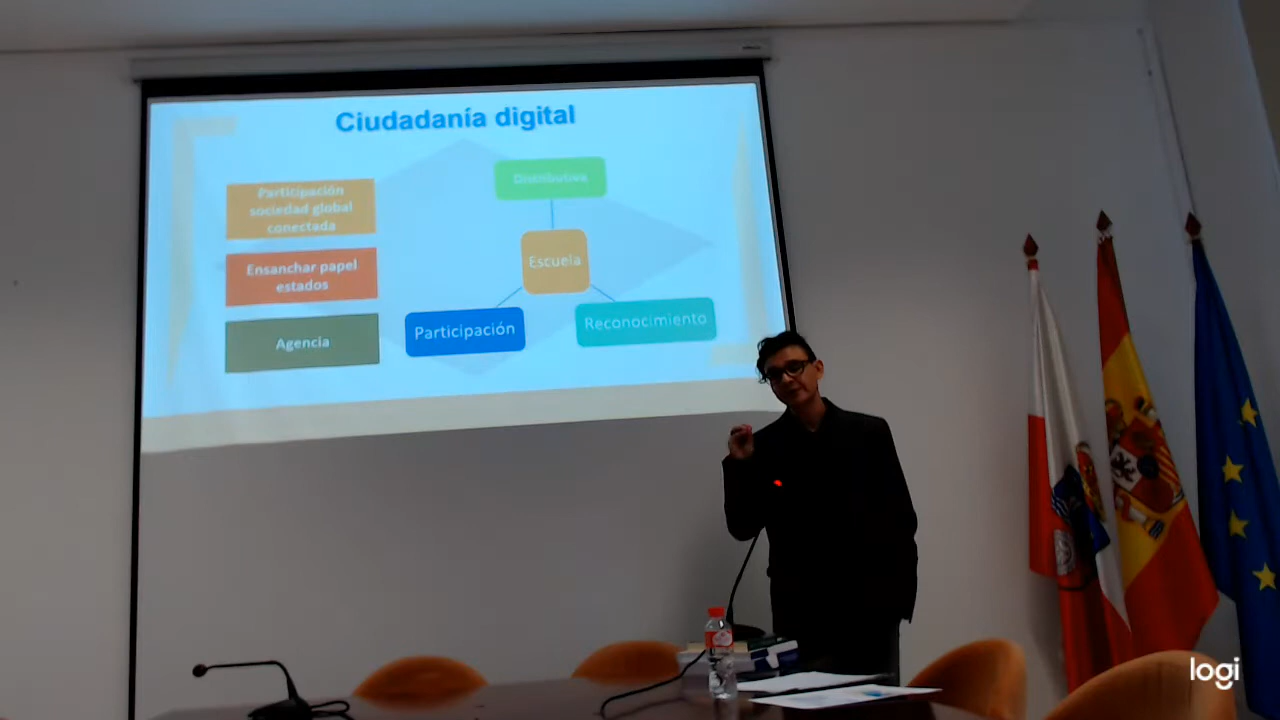 Ciudadanía digital
Participación
sociedad global
conectada
Ensanchar papel
estados
Agencia
Distributiva
Escuela
Participación
Reconocimiento
logi